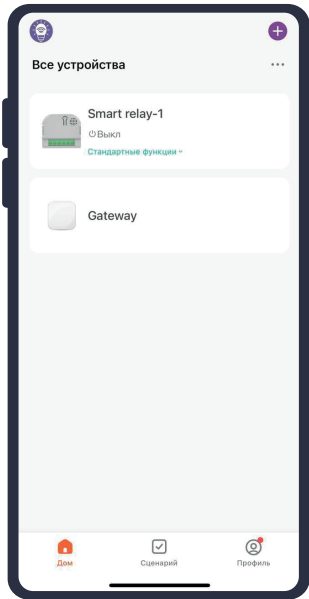 Все устройства
Smart relay-1
Выкл
Стандартные функции
Gateway
Дом
Сценарий
Профиль